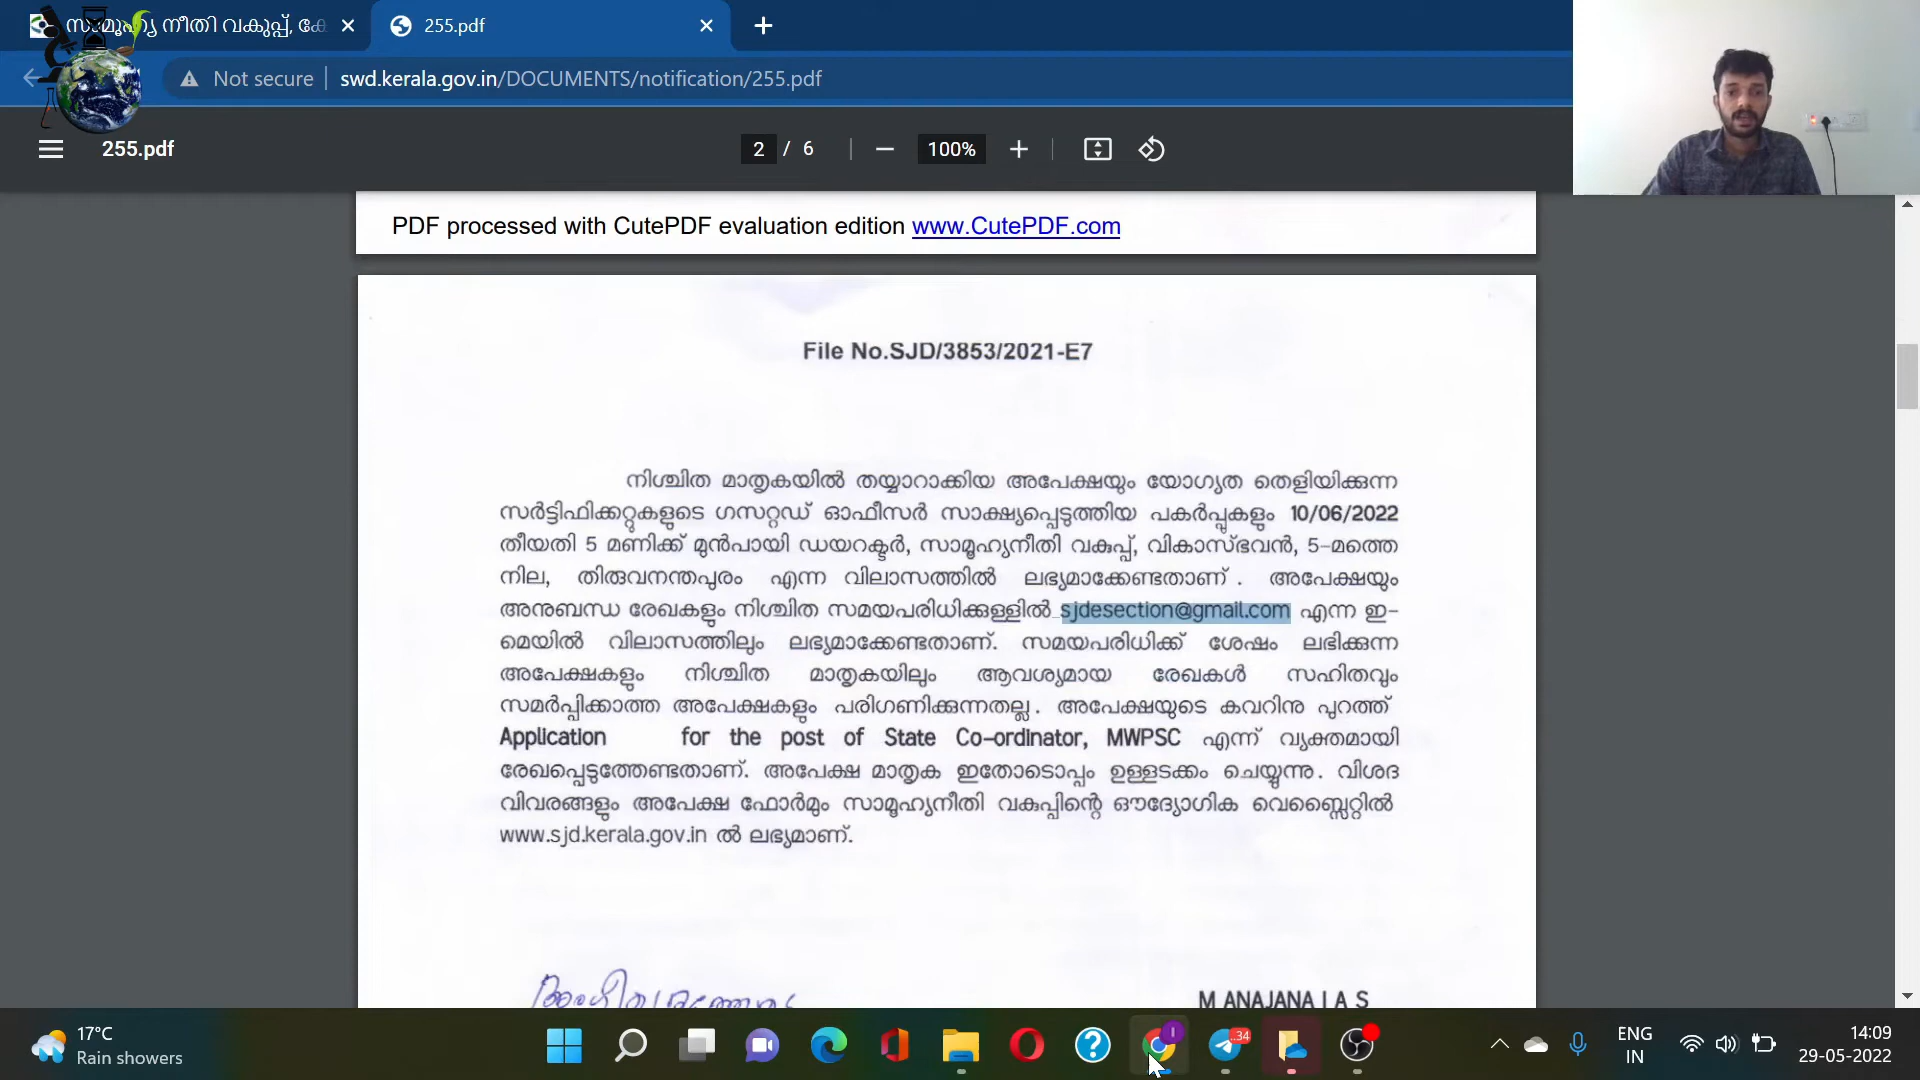 സാമൂഹ്യ നീതി വകുപ്പ്, കേ
255.pdf
Not secure
swd.kerala.gov.in/DOCUMENTS/notification/255.pdf
255.pdf
2 / 6
100%
PDF processed with CutePDF evaluation edition www.CutePDF.com
File No.SJD/3853/2021-E7
നിശ്ചിത മാതൃകയിൽ തയ്യാറാക്കിയ അപേക്ഷയും യോഗ്യത തെളിയിക്കുന്ന
സർട്ടിഫിക്കറ്റുകളുടെ ഗസറ്റഡ് ഓഫീസർ സാക്ഷ്യപ്പെടുത്തിയ പകർപ്പുകളും 10/06/2022
തീയതി 5 മണിക്ക് മുൻപായി ഡയറക്ടർ, സാമൂഹ്യനീതി വകുപ്പ്, വികാസ്ഭവൻ, 5-മത്തെ
നില, തിരുവനന്തപുരം എന്ന വിലാസത്തിൽ ലഭ്യമാക്കേണ്ടതാണ്. അപേക്ഷയും
അനുബന്ധ രേഖകളും നിശ്ചിത സമയപരിധിക്കുള്ളിൽ sjdesection@gmail.com എന്ന ഇ-
മെയിൽ വിലാസത്തിലും ലഭ്യമാക്കേണ്ടതാണ്. സമയപരിധിക്ക് ശേഷം ലഭിക്കുന്ന
അപേക്ഷകളും നിശ്ചിത മാതൃകയിലും ആവശ്യമായ രേഖകൾ സഹിതവും
സമർപ്പിക്കാത്ത അപേക്ഷകളും പരിഗണിക്കുന്നതല്ല. അപേക്ഷയുടെ കവറിനു പുറത്ത്
Application for the post of State Co-ordinator, MWPSC എന്ന് വ്യക്തമായി
രേഖപ്പെടുത്തേണ്ടതാണ്. അപേക്ഷ മാതൃക ഇതോടൊപ്പം ഉള്ളടക്കം ചെയ്യുന്നു. വിശദ
വിവരങ്ങളും അപേക്ഷ ഫോർമും സാമൂഹ്യനീതി വകുപ്പിന്റെ ഔദ്യോഗിക വെബ്സൈറ്റിൽ
www.sjd.kerala.gov.in ൽ ലഭ്യമാണ്.
M ANAJANA I A S
17°C
Rain showers
34
ENG
IN
14:09
29-05-2022